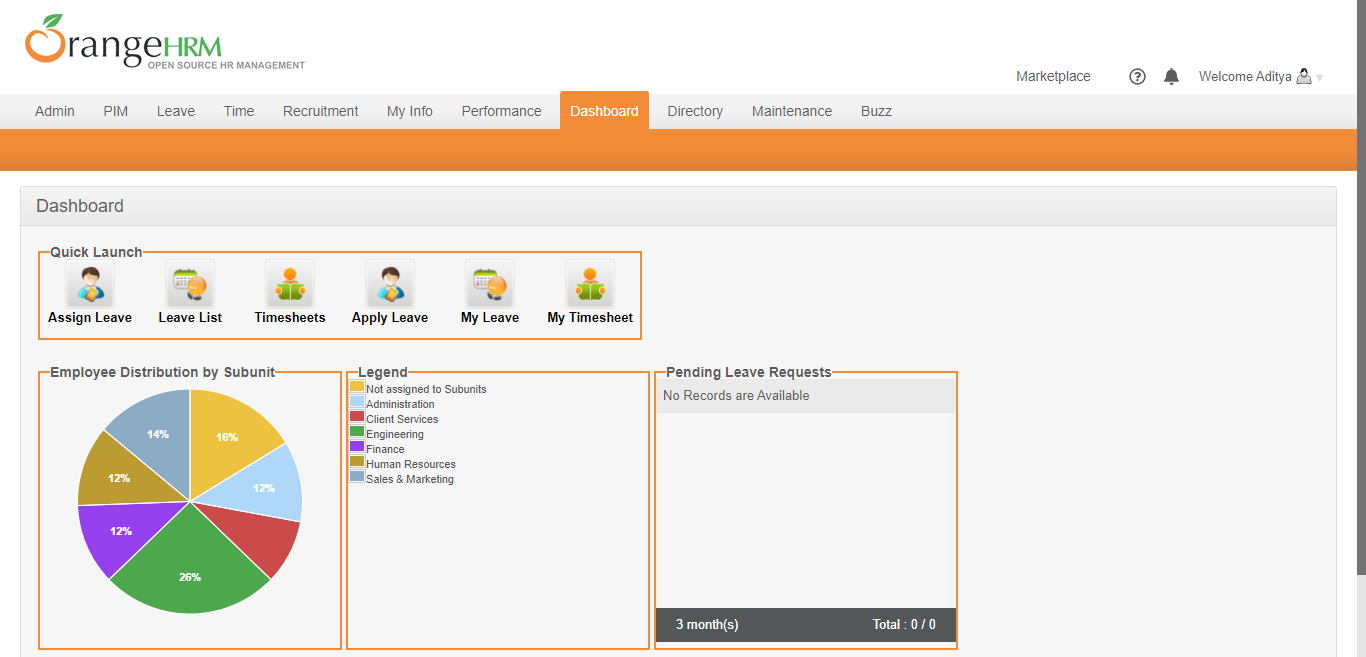 OrangeHRM
OPEN SOURCE HR MANAGEMENT
Marketplace ? Welcome Aditya
Admin PIM Leave Time Recruitment My Info Performance Dashboard Directory Maintenance Buzz
Dashboard
Quick Launch
Assign Leave Leave List Timesheets Apply Leave My Leave My Timesheet
Employee Distribution by Subunit
16%
12%
26%
12%
12%
14%
Legend
Not assigned to Subunits
Administration
Client Services
Engineering
Finance
Human Resources
Sales & Marketing
Pending Leave Requests
No Records are Available
3 month(s) Total : 0 / 0